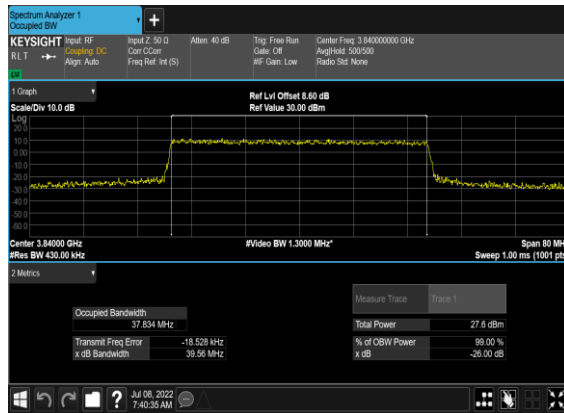 Spectrum Analyzer 1
Occupied BW
KEYSIGHT Input: RF Input Z: 50 Ω Atten: 40 dB Trig: Free Run Center Freq: 3.840000000 GHz
Coupling: DC Corr CCorr Gate: Off Avg|Hold: 500/500
RLT Align: Auto Freq Ref: Int (S) #IF Gain: Low Radio Std: None
1 Graph
Scale/Div 10.0 dB Ref Lvl Offset 8.60 dB
Ref Value 30.00 dBm
Log
20.0
10.0
0.00
-10.0
-20.0
-30.0
-40.0
-50.0
-60.0
Center 3.84000 GHz #Video BW 1.3000 MHz* Span 80 MH
#Res BW 430.00 kHz Sweep 1.00 ms (1001 pts
2 Metrics
Measure Trace Trace 1
Occupied Bandwidth
37.834 MHz Total Power 27.6 dBm
Transmit Freq Error -18.528 kHz % of OBW Power 99.00 %
x dB Bandwidth 39.56 MHz x dB -26.00 dB
? Jul 08, 2022
7:40:35 AM